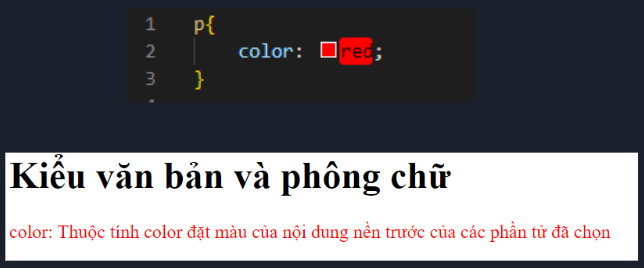 1 p{
2 color: red;
3 }
Kiểu văn bản và phông chữ
color: Thuộc tính color đặt màu của nội dung nền trước của các phần tử đã chọn